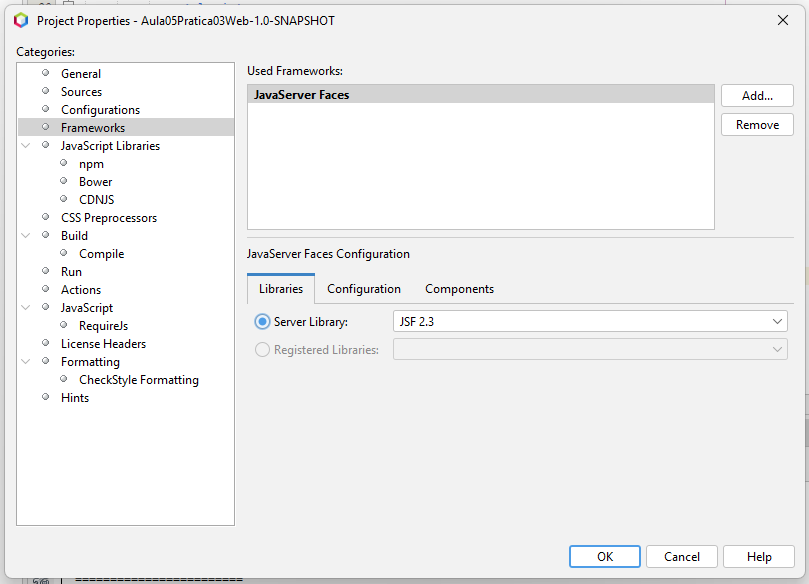 Project Properties - Aula05Pratica03Web-1.0-SNAPSHOT
Categories:
General
Sources
Configurations
Frameworks
JavaScript Libraries
npm
Bower
CDNJS
CSS Preprocessors
Build
Compile
Run
Actions
JavaScript
RequireJs
License Headers
Formatting
CheckStyle Formatting
Hints
Used Frameworks:
JavaServer Faces
Add...
Remove
JavaServer Faces Configuration
Libraries Configuration Components
Server Library: JSF 2.3
Registered Libraries:
OK Cancel Help